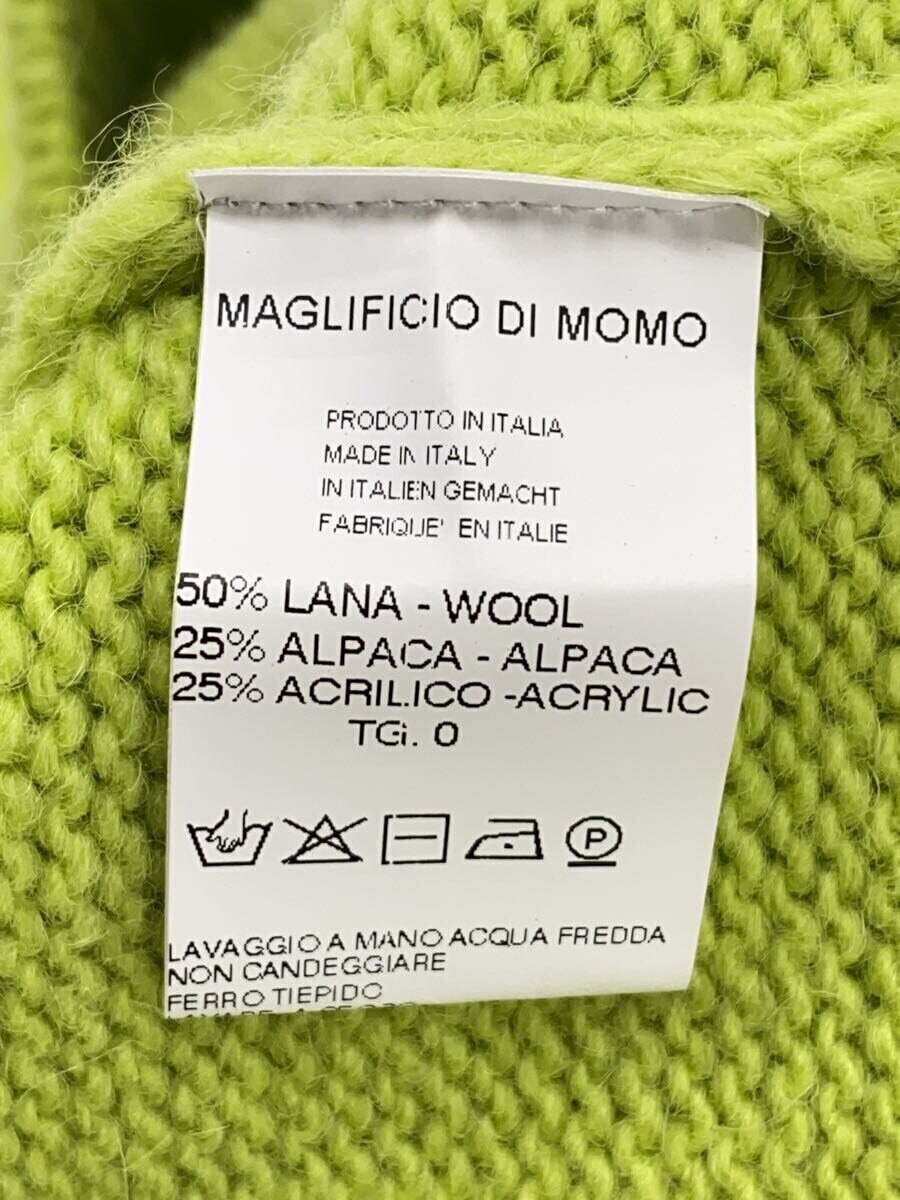 MAGLIFICIO DI MOMO
PRODOTTO IN ITALIA
MADE IN ITALY
IN ITALIEN GEMACHT
FABRIQUE' EN ITALIE
50% LANA - WOOL
25% ALPACA - ALPACA
25% ACRILICO -ACRYLIC
TG. 0
P
LAVAGGIO A MANO ACQUA FREDDA
NON CANDEGGIARE
FERRO TIEPIDO